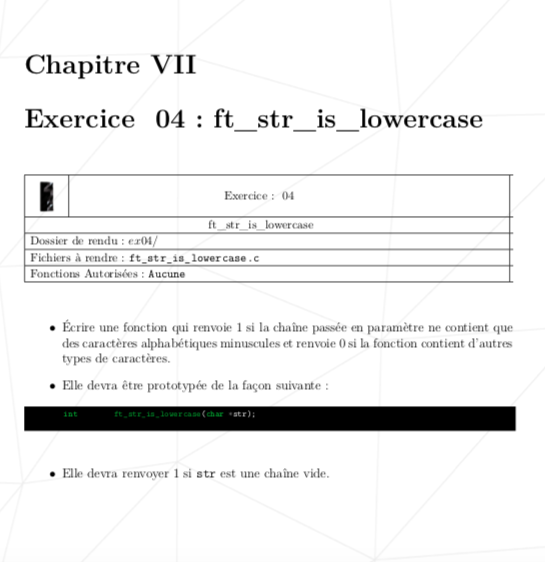 Chapitre VII
Exercice 04 : ft_str_is_lowercase
Exercice : 04
ft_str_is_lowercase
Dossier de rendu : ex04/
Fichiers à rendre : ft_str_is_lowercase.c
Fonctions Autorisées : Aucune
• Écrire une fonction qui renvoie 1 si la chaîne passée en paramètre ne contient que
des caractères alphabétiques minuscules et renvoie 0 si la fonction contient d'autres
types de caractères.
• Elle devra être prototypée de la façon suivante :
int ft_str_is_lowercase(char *str);
• Elle devra renvoyer 1 si str est une chaîne vide.